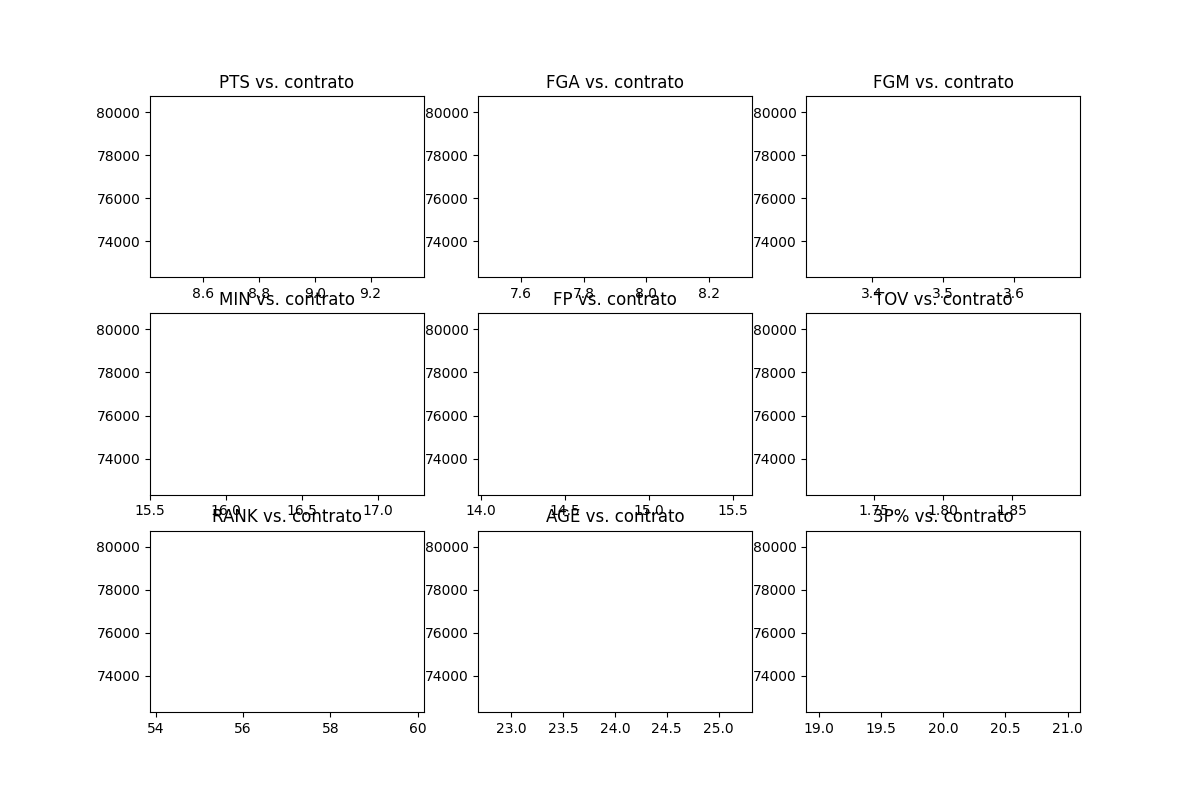 PTS vs. contrato
FGA vs. contrato
FGM vs. contrato
80000
78000
76000
74000
80000
78000
76000
74000
80000
78000
76000
74000
8.6 8.8 9.0 9.2
7.6 7.8 8.0 8.2
3.4 3.5 3.6
MIN vs. contrato
FP vs. contrato
TOV vs. contrato
80000
78000
76000
74000
80000
78000
76000
74000
80000
78000
76000
74000
15.5 16.0 16.5 17.0
14.0 14.5 15.0 15.5
1.75 1.80 1.85
RANK vs. contrato
AGE vs. contrato
3P% vs. contrato
80000
78000
76000
74000
80000
78000
76000
74000
80000
78000
76000
74000
54 56 58 60
23.0 23.5 24.0 24.5 25.0
19.0 19.5 20.0 20.5 21.0